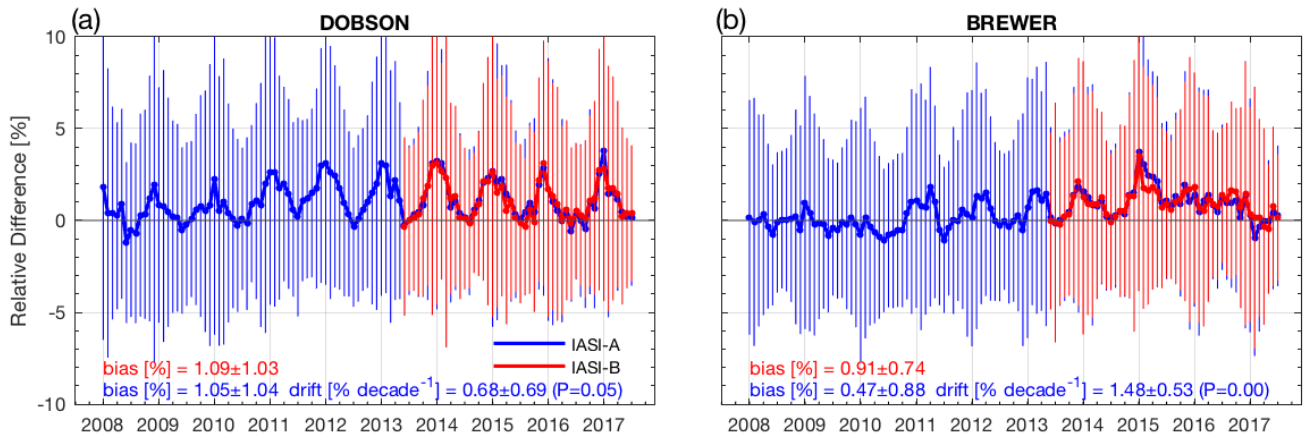 (a) DOBSON
Relative Difference [%]
10
5
0
-5
-10
IASI-A
IASI-B
bias [%] = 1.09±1.03
bias [%] = 1.05±1.04 drift [% decade⁻¹] = 0.68±0.69 (P=0.05)
2008 2009 2010 2011 2012 2013 2014 2015 2016 2017
(b) BREWER
bias [%] = 0.91±0.74
bias [%] = 0.47±0.88 drift [% decade⁻¹] = 1.48±0.53 (P=0.00)
2008 2009 2010 2011 2012 2013 2014 2015 2016 2017